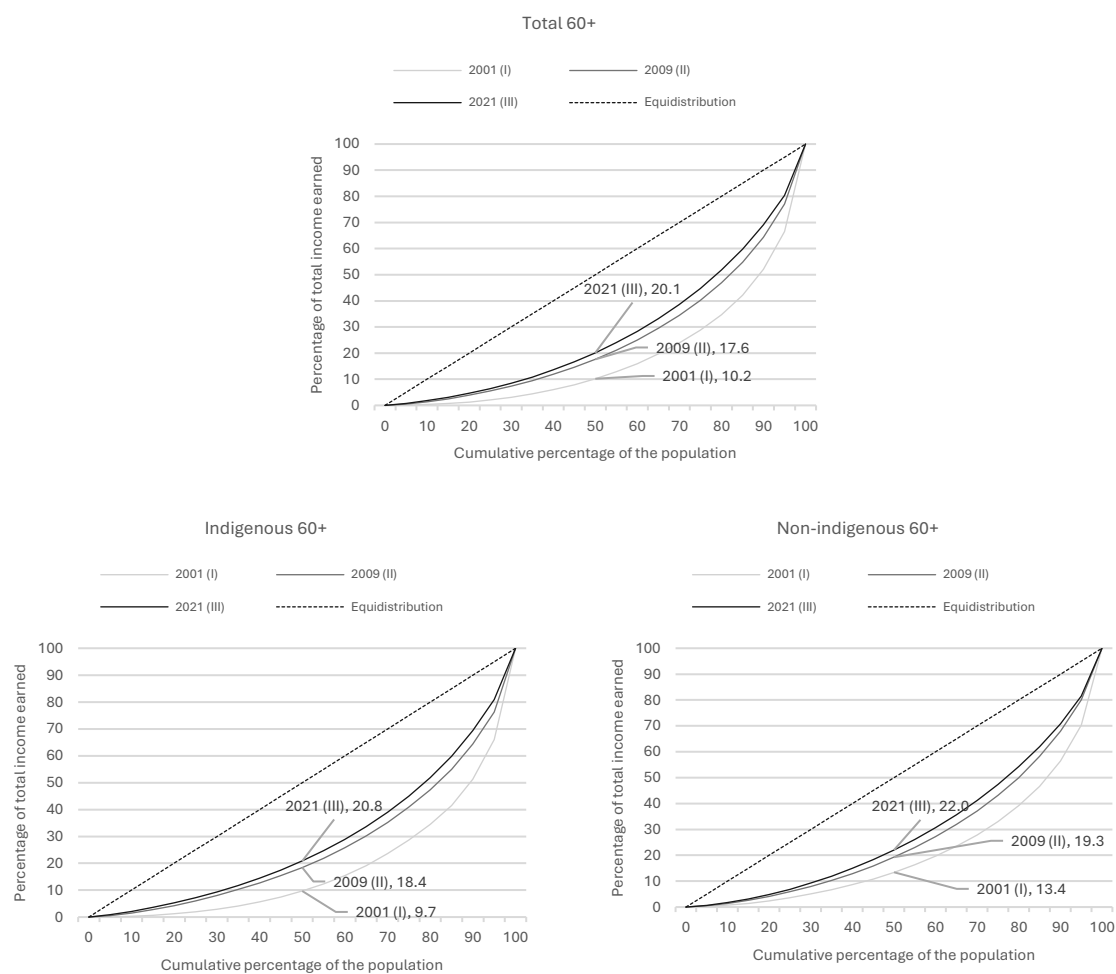 Total 60+
2001 (I)
2009 (II)
2021 (III)
Equidistribution
Percentage of total income earned
100
90
80
70
60
50
40
30
20
10
0
2021 (III), 20.1
2009 (II), 17.6
2001 (I), 10.2
0 10 20 30 40 50 60 70 80 90 100
Cumulative percentage of the population
Indigenous 60+
2001 (I)
2009 (II)
2021 (III)
Equidistribution
Percentage of total income earned
100
90
80
70
60
50
40
30
20
10
0
2021 (III), 20.8
2009 (II), 18.4
2001 (I), 9.7
0 10 20 30 40 50 60 70 80 90 100
Cumulative percentage of the population
Non-indigenous 60+
2001 (I)
2009 (II)
2021 (III)
Equidistribution
Percentage of total income earned
100
90
80
70
60
50
40
30
20
10
0
2021 (III), 22.0
2009 (II), 19.3
2001 (I), 13.4
0 10 20 30 40 50 60 70 80 90 100
Cumulative percentage of the population